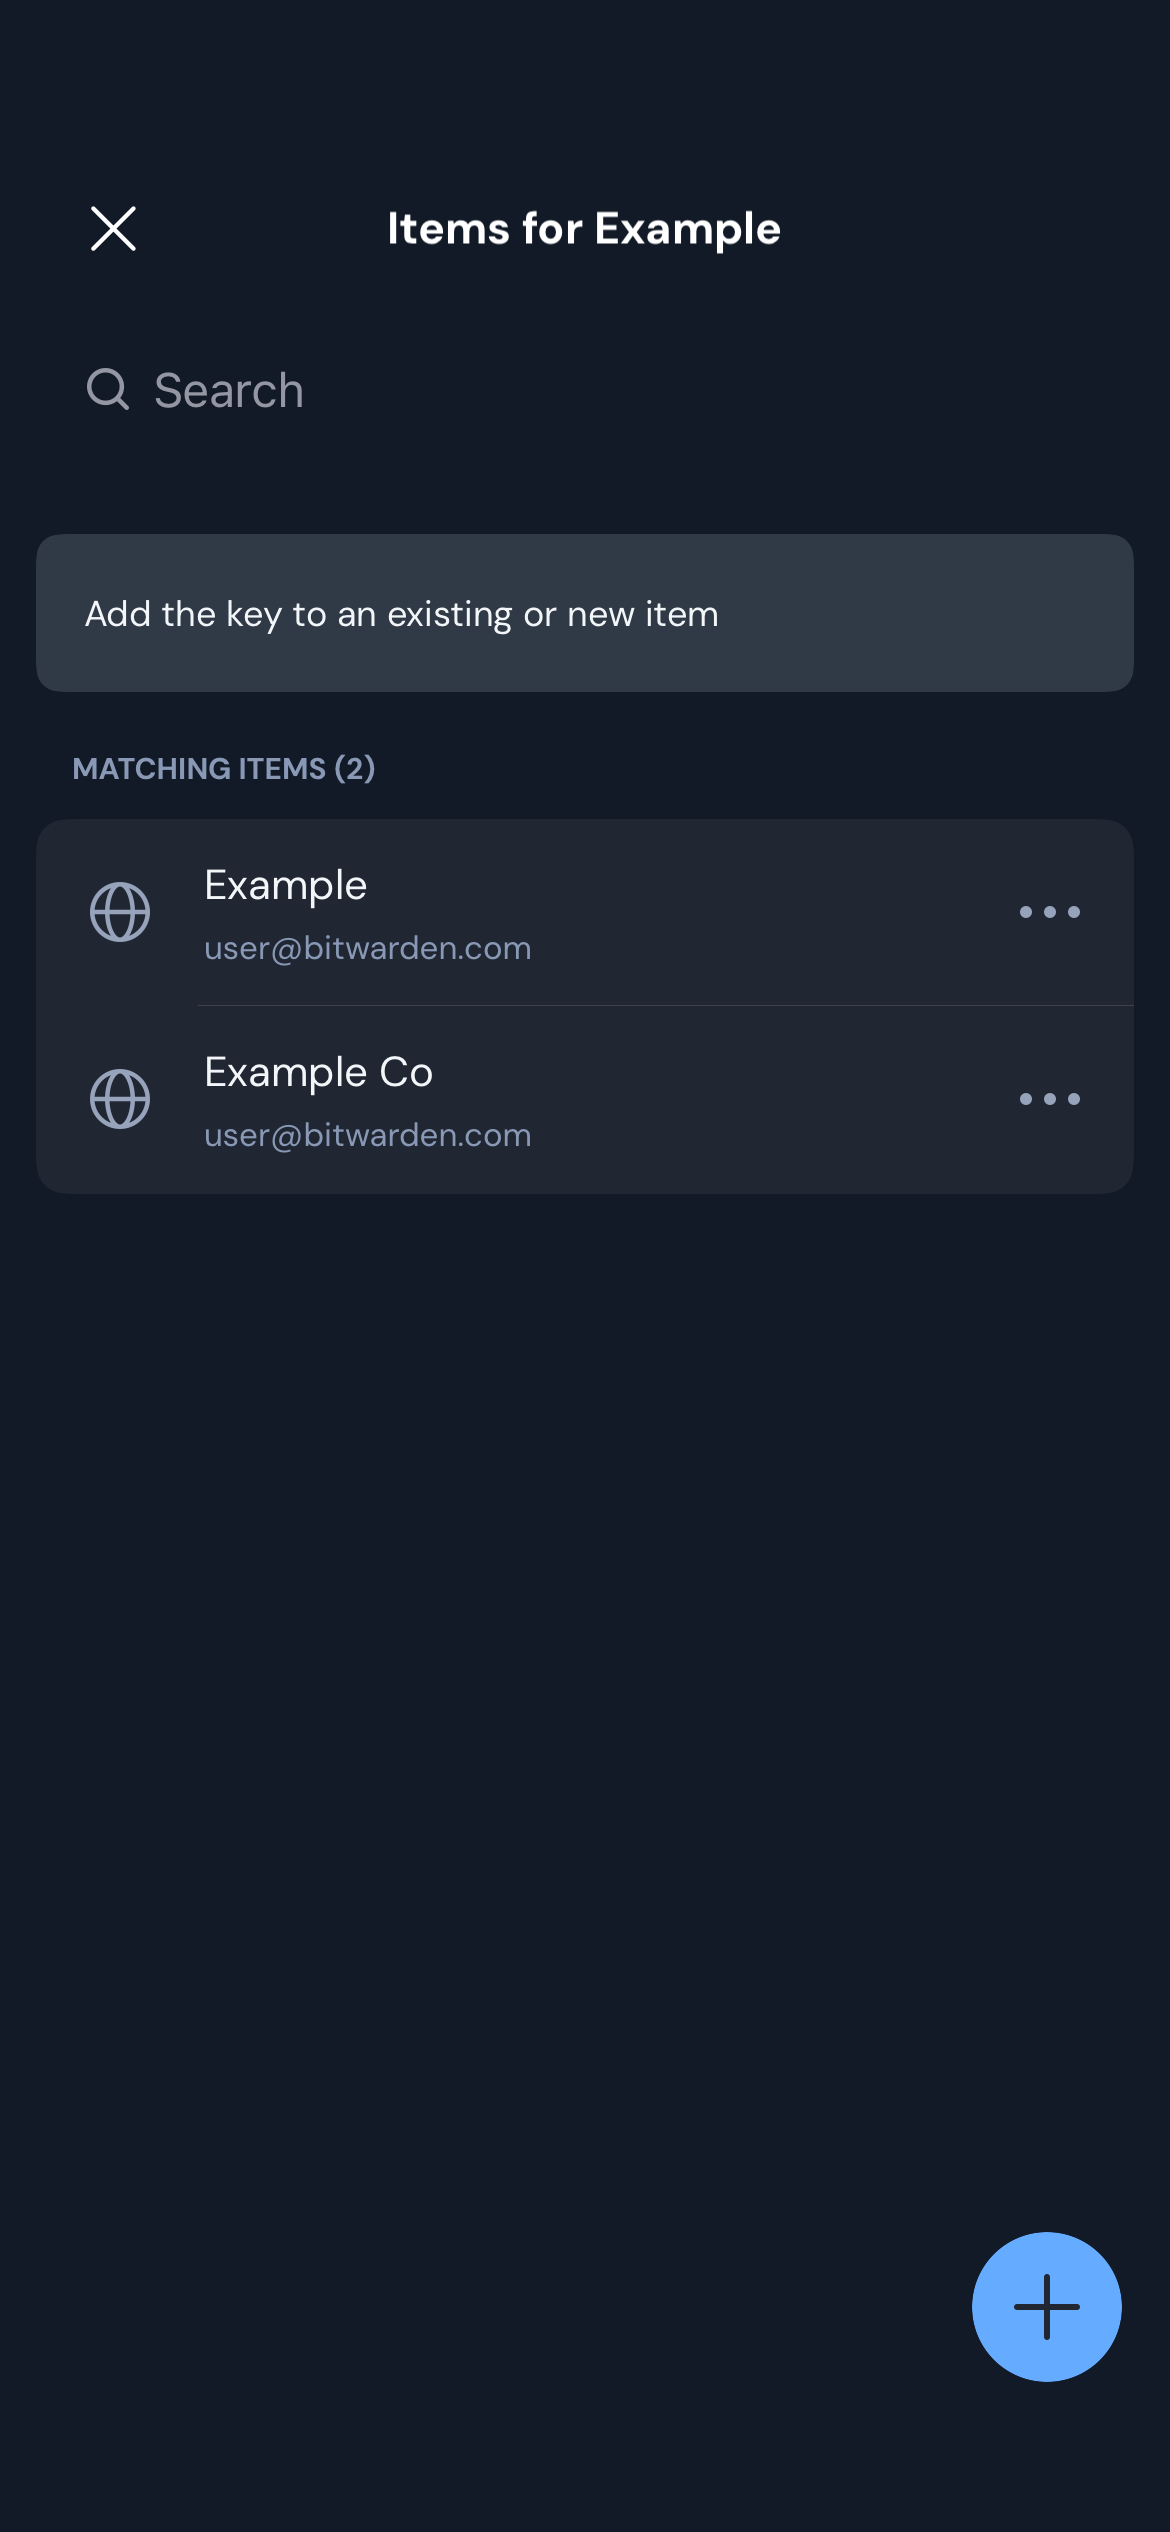 Items for Example
Search
Add the key to an existing or new item
MATCHING ITEMS (2)
Example
user@bitwarden.com
Example Co
user@bitwarden.com